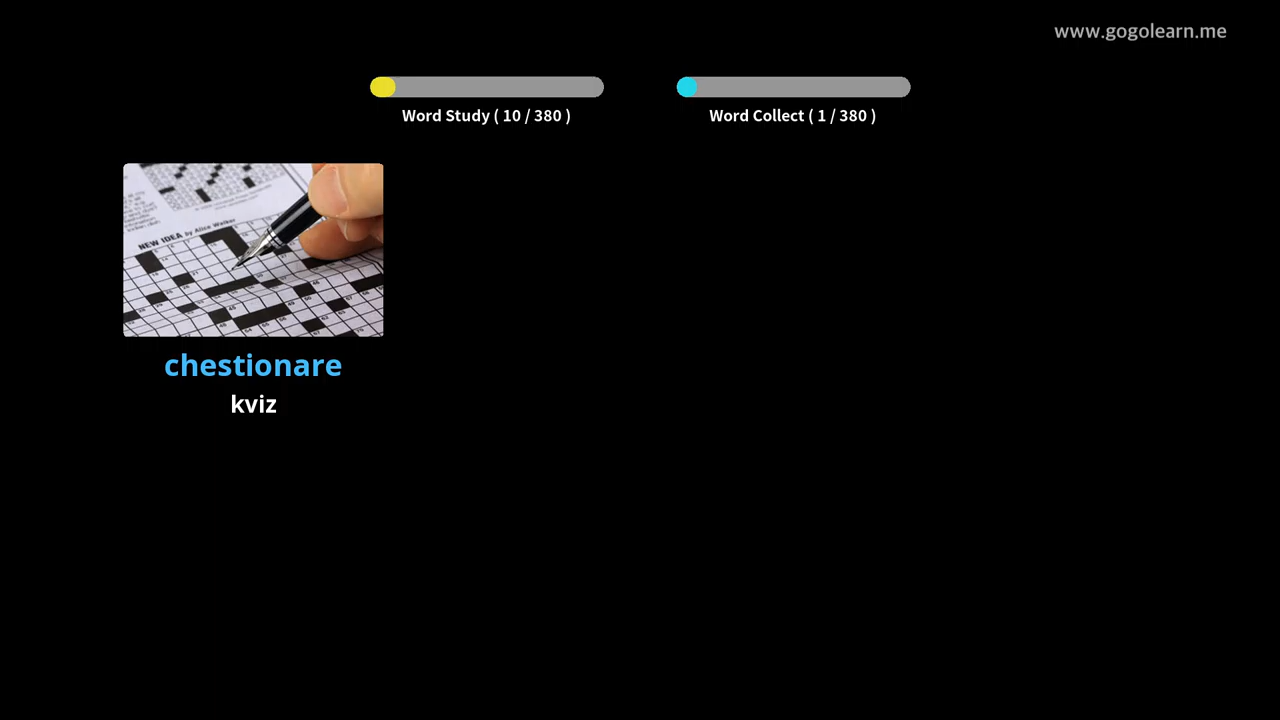 www.gogolearn.me
Word Study ( 10 / 380 )
Word Collect ( 1 / 380 )
NEW IDEA by Alice Walker
chestionare
kviz